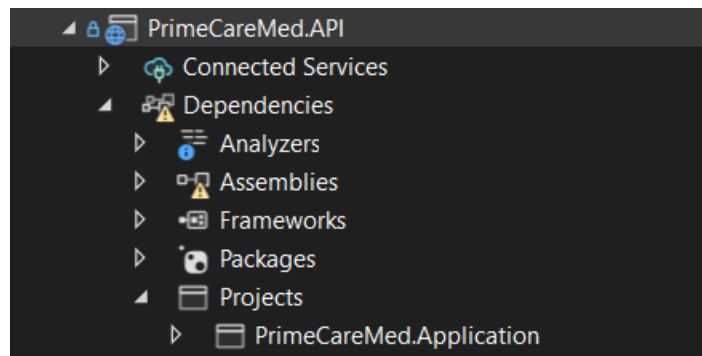 PrimeCareMed.API
Connected Services
Dependencies
Analyzers
Assemblies
Frameworks
Packages
Projects
PrimeCareMed.Application